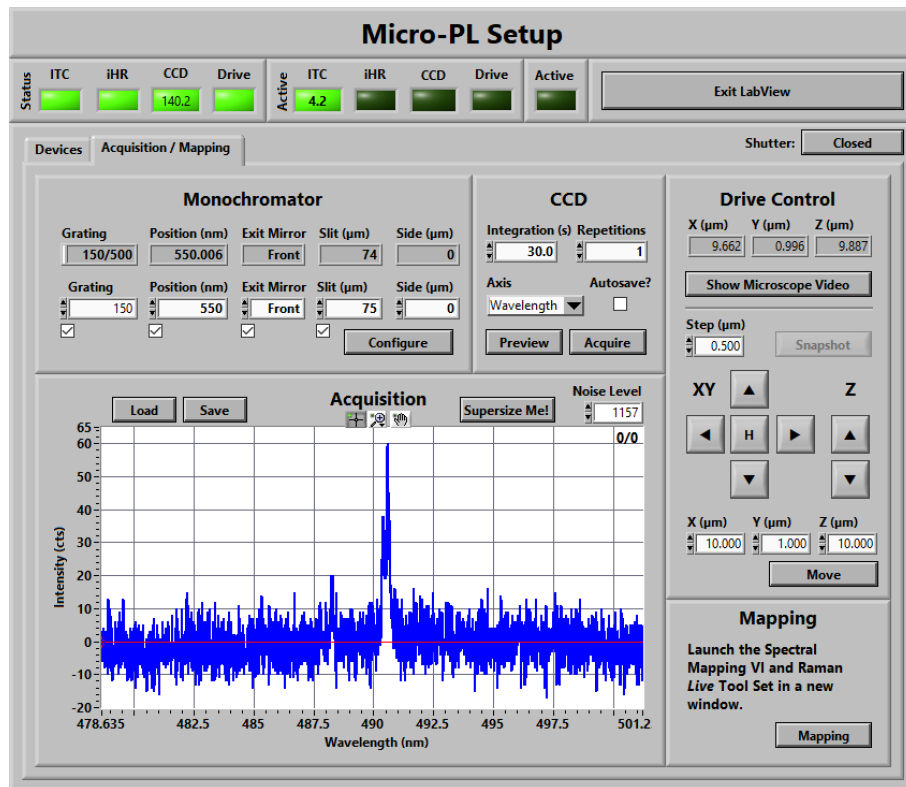 Micro-PL Setup
Status ITC iHR CCD Drive Active ITC iHR CCD Drive Active
140.2 4.2
Exit LabView
Devices Acquisition / Mapping Shutter: Closed
Monochromator
Grating Position (nm) Exit Mirror Slit (µm) Side (µm)
150/500 550.006 Front 74 0
Grating Position (nm) Exit Mirror Slit (µm) Side (µm)
150 550 Front 75 0
Configure
CCD
Integration (s) Repetitions
30.0 1
Axis Autosave?
Wavelength
Preview Acquire
Drive Control
X (µm) Y (µm) Z (µm)
9.662 0.996 9.887
Show Microscope Video
Step (µm)
0.500 Snapshot
XY Z
H
X (µm) Y (µm) Z (µm)
10.000 1.000 10.000
Move
Load Save Acquisition Supersize Me! Noise Level
1157
0/0
Intensity (cts)
65
60
50
40
30
20
10
0
-10
-20
478.635 482.5 485 487.5 490 492.5 495 497.5 501.2
Wavelength (nm)
Mapping
Launch the Spectral
Mapping VI and Raman
Live Tool Set in a new
window.
Mapping